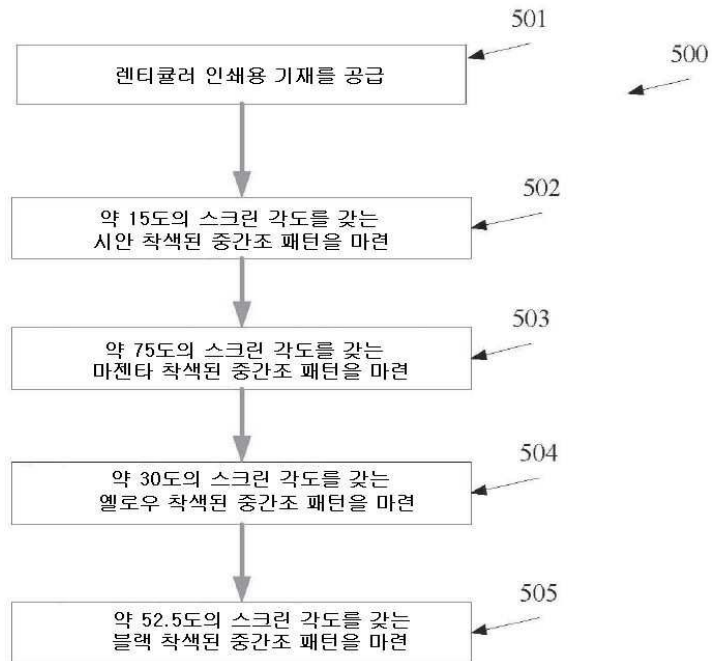 501
렌티큘러 인쇄용 기재를 공급
500
502
약 15도의 스크린 각도를 갖는
시안 착색된 중간조 패턴을 마련
503
약 75도의 스크린 각도를 갖는
마젠타 착색된 중간조 패턴을 마련
504
약 30도의 스크린 각도를 갖는
옐로우 착색된 중간조 패턴을 마련
505
약 52.5도의 스크린 각도를 갖는
블랙 착색된 중간조 패턴을 마련